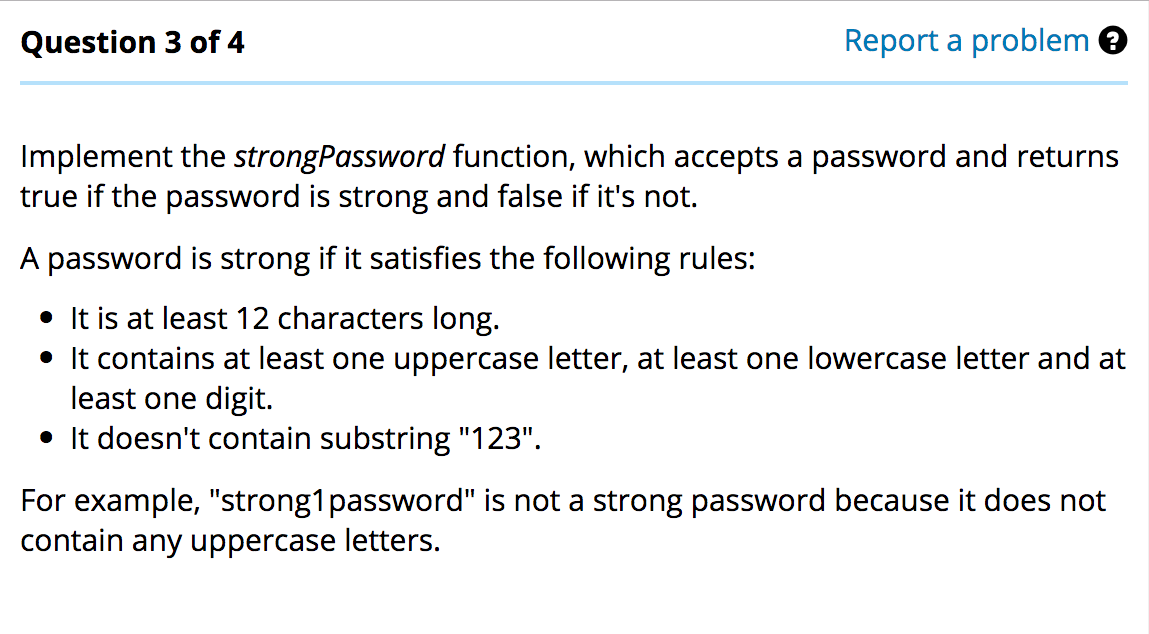 Question 3 of 4
Report a problem ?
Implement the strongPassword function, which accepts a password and returns
true if the password is strong and false if it's not.
A password is strong if it satisfies the following rules:
• It is at least 12 characters long.
• It contains at least one uppercase letter, at least one lowercase letter and at
least one digit.
• It doesn't contain substring "123".
For example, "strong1password" is not a strong password because it does not
contain any uppercase letters.